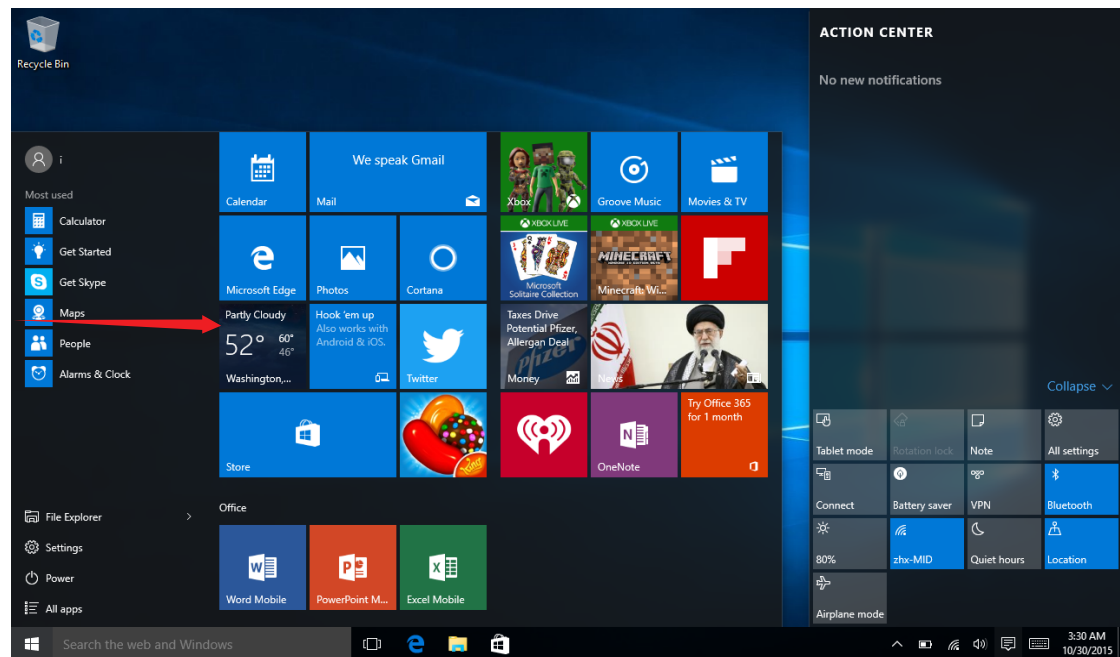 Recycle Bin
i
Most used
Calculator
Get Started
Get Skype
Maps
People
Alarms & Clock
File Explorer
Settings
Power
All apps
Calendar
We speak Gmail
Mail
Microsoft Edge
Photos
Cortana
Partly Cloudy
52° 60°
46°
Washington,...
Hook 'em up
Also works with
Android & iOS.
Twitter
Store
Office
Word Mobile
PowerPoint M...
Excel Mobile
Xbox
Groove Music
Movies & TV
XBOX LIVE
Microsoft
Solitaire Collection
XBOX LIVE
MINECRAFT
Minecraft: Wi...
Taxes Drive
Potential Pfizer,
Allergan Deal
Pfizer
Money
News
OneNote
Try Office 365
for 1 month
ACTION CENTER
No new notifications
Collapse
Tablet mode
Rotation lock
Note
All settings
Connect
Battery saver
VPN
Bluetooth
80%
zhx-MID
Quiet hours
Location
Airplane mode
Search the web and Windows
3:30 AM
10/30/2015